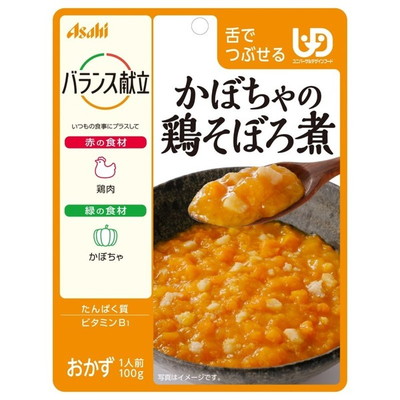 Asahi
バランス献立
いつもの食事にプラスして
赤の食材
鶏肉
緑の食材
かぼちゃ
たんぱく質
ビタミンB1
おかず
1人前
100g
舌で
つぶせる
UD
ユニバーサルデザインフード
かぼちゃの
鶏そぼろ煮
写真はイメージです。